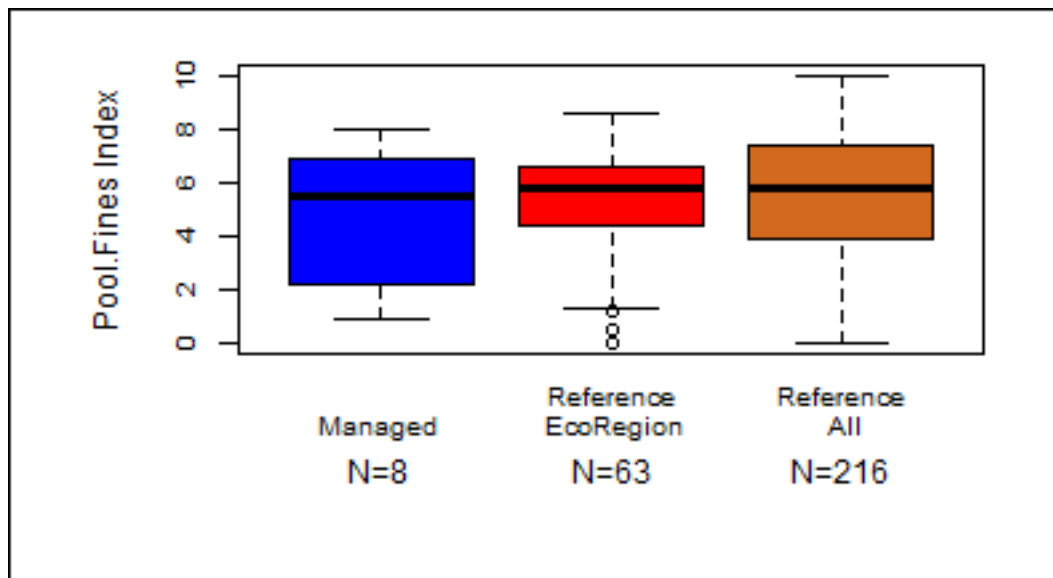 Pool.Fines Index
10
8
6
4
2
0
Managed
N=8
Reference
EcoRegion
N=63
Reference
All
N=216